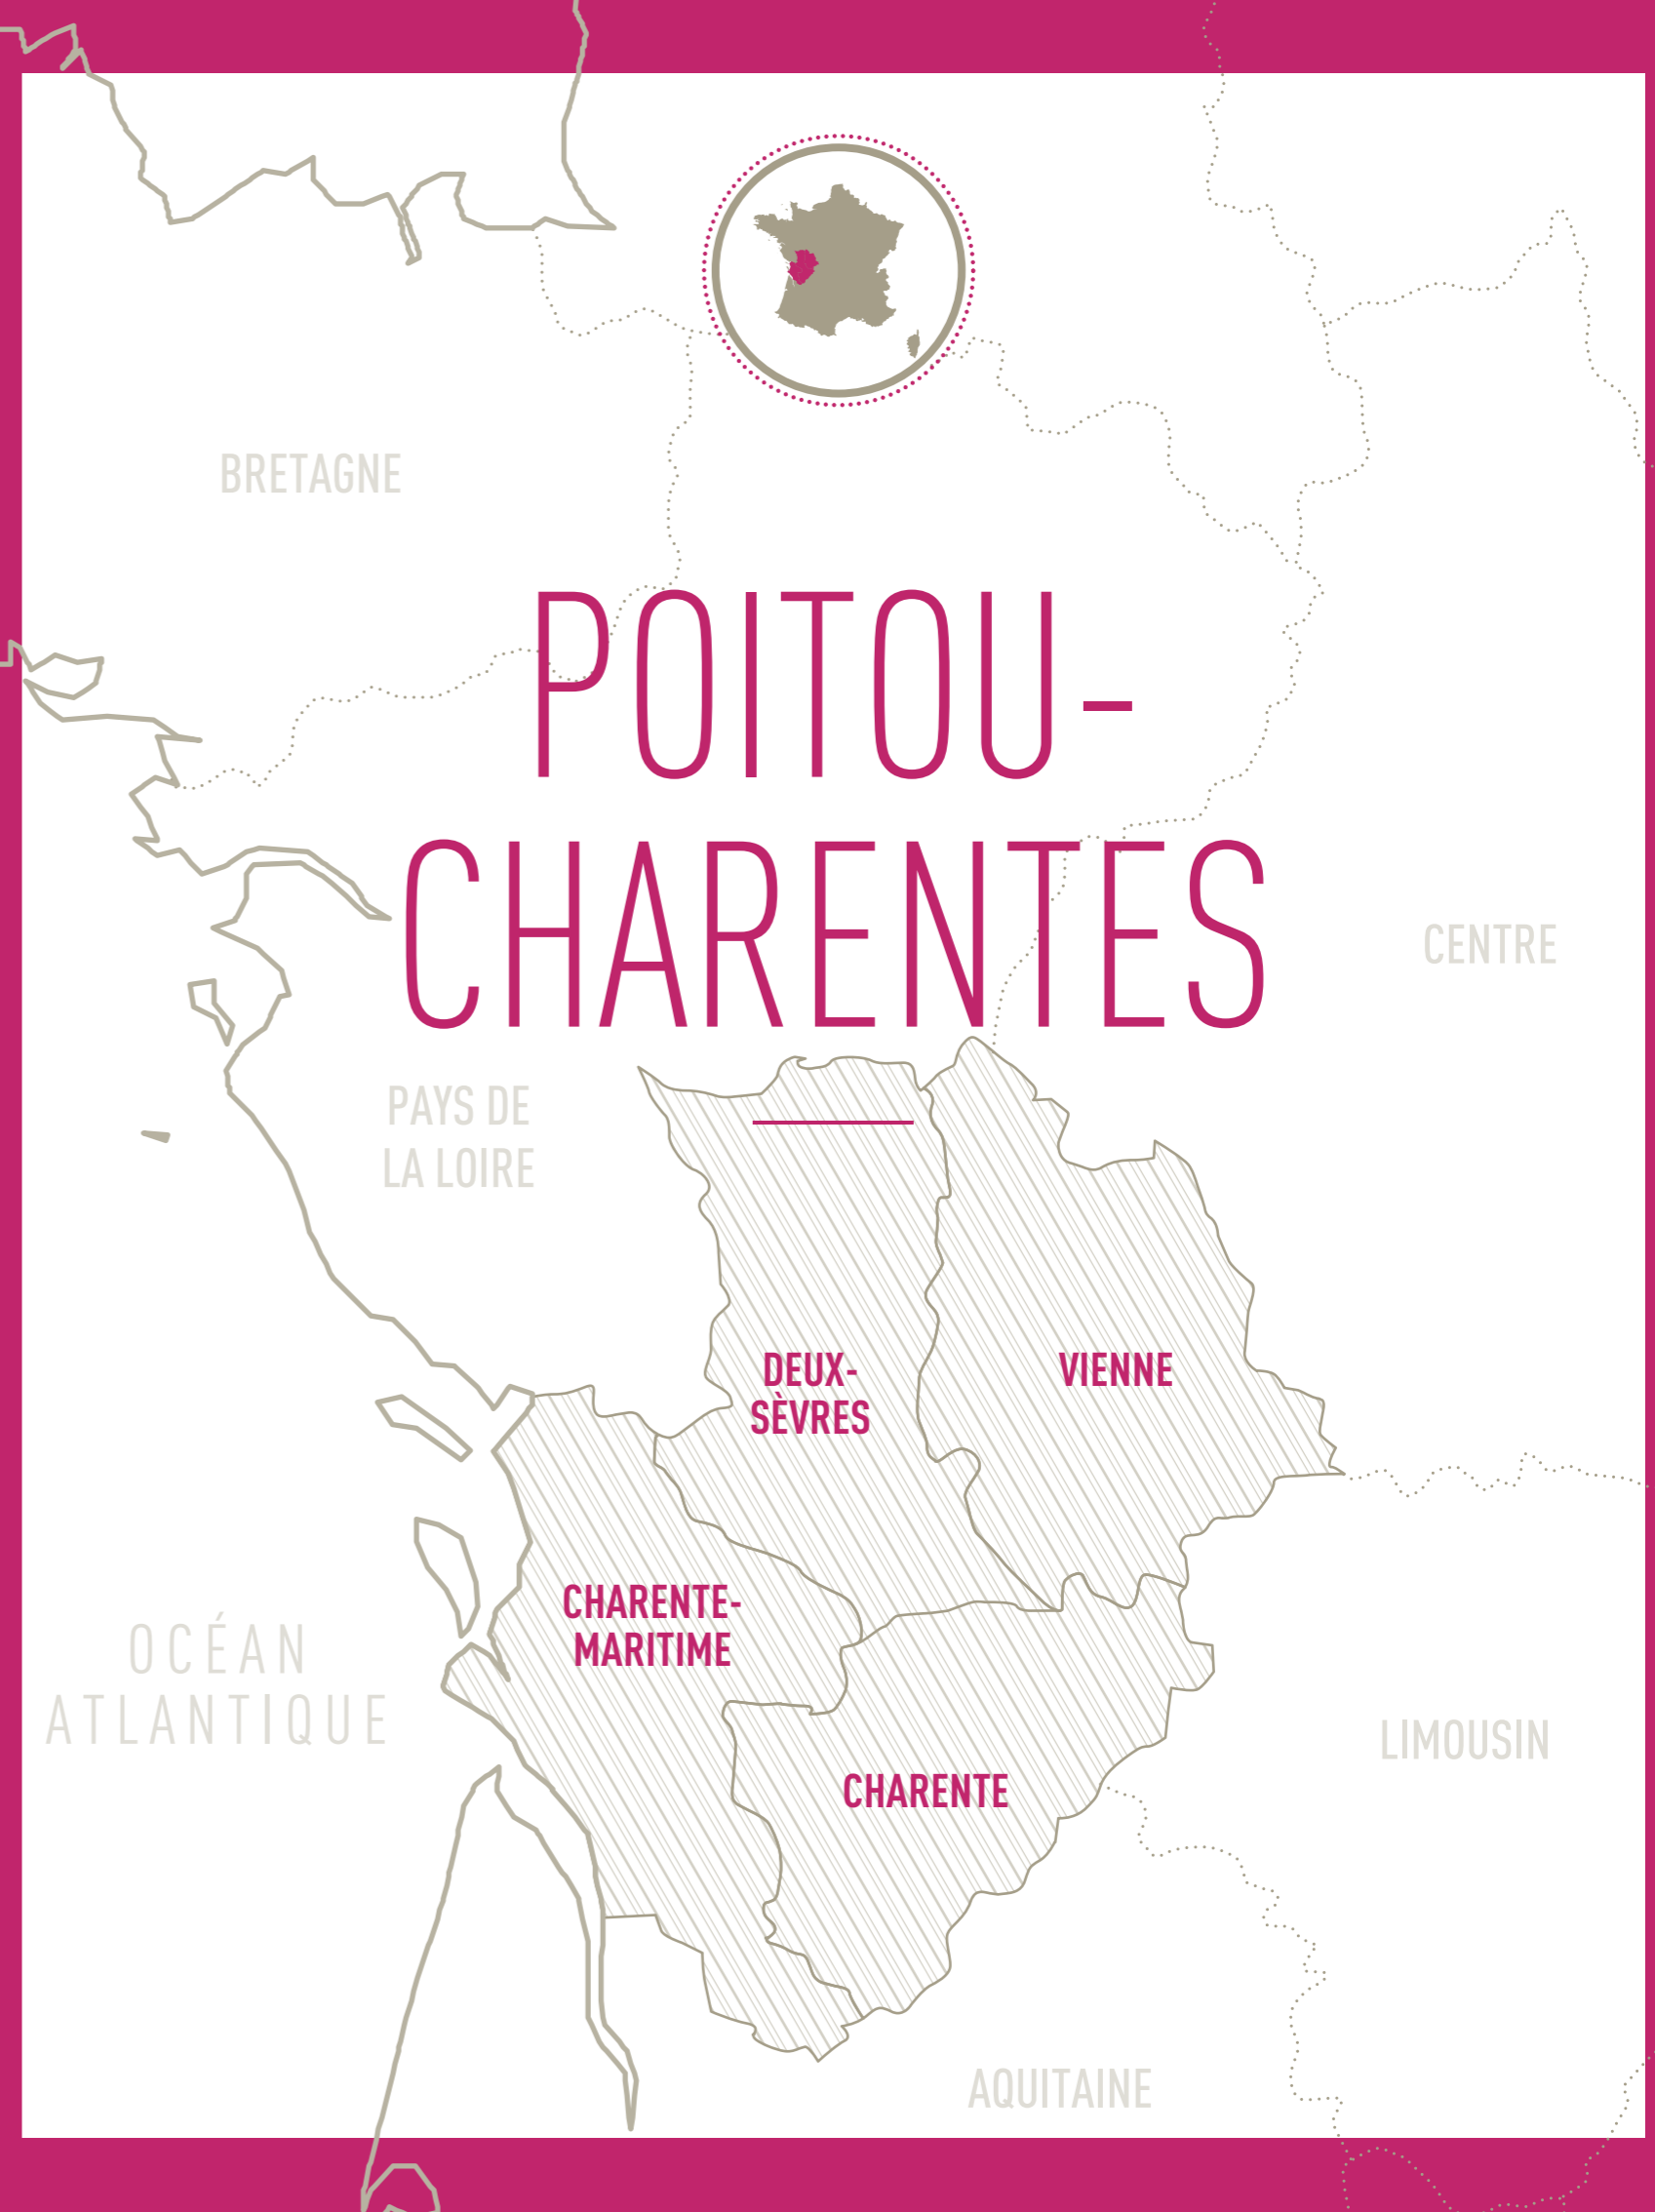 BRETAGNE
POITOU-
CHARENTES
CENTRE
PAYS DE
LA LOIRE
DEUX-
SÈVRES
VIENNE
CHARENTE-
MARITIME
OCÉAN
ATLANTIQUE
LIMOUSIN
CHARENTE
AQUITAINE